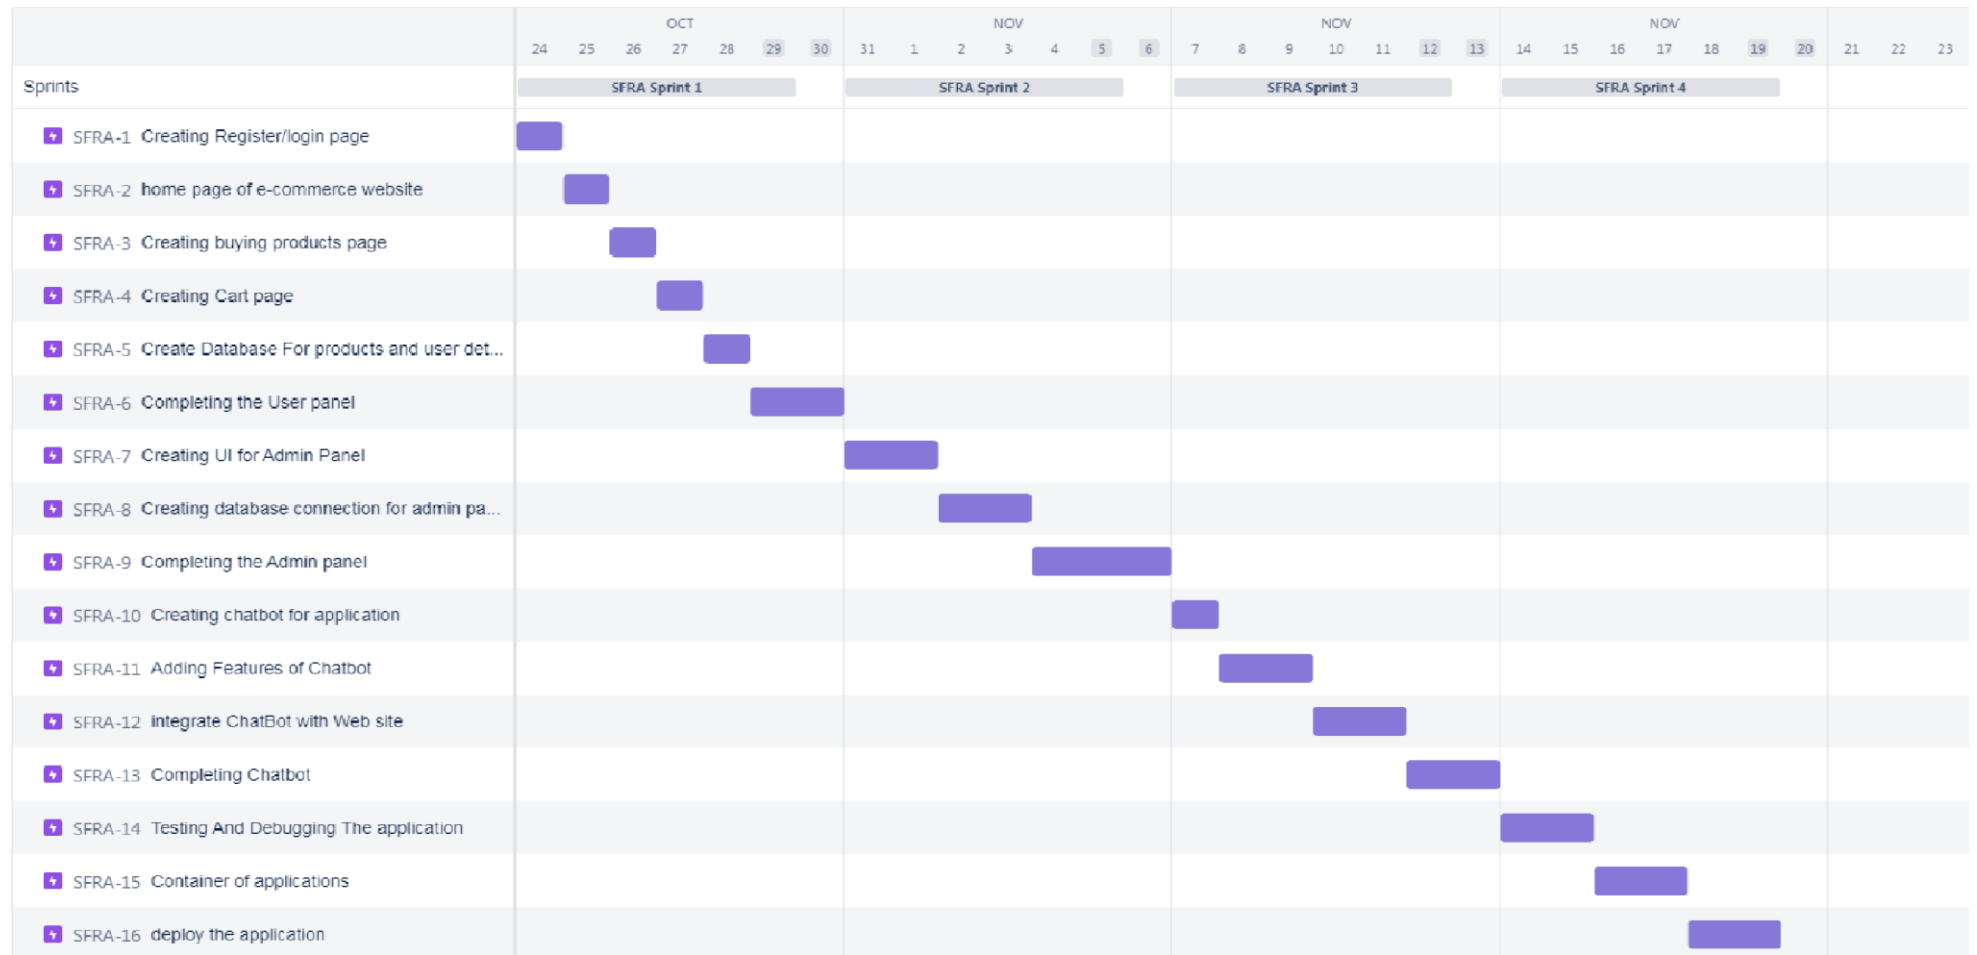 OCT NOV NOV NOV
24 25 26 27 28 29 30 31 1 2 3 4 5 6 7 8 9 10 11 12 13 14 15 16 17 18 19 20 21 22 23
Sprints SFRA Sprint 1 SFRA Sprint 2 SFRA Sprint 3 SFRA Sprint 4
SFRA-1 Creating Register/login page
SFRA-2 home page of e-commerce website
SFRA-3 Creating buying products page
SFRA-4 Creating Cart page
SFRA-5 Create Database For products and user det...
SFRA-6 Completing the User panel
SFRA-7 Creating UI for Admin Panel
SFRA-8 Creating database connection for admin pa...
SFRA-9 Completing the Admin panel
SFRA-10 Creating chatbot for application
SFRA-11 Adding Features of Chatbot
SFRA-12 integrate ChatBot with Web site
SFRA-13 Completing Chatbot
SFRA-14 Testing And Debugging The application
SFRA-15 Container of applications
SFRA-16 deploy the application